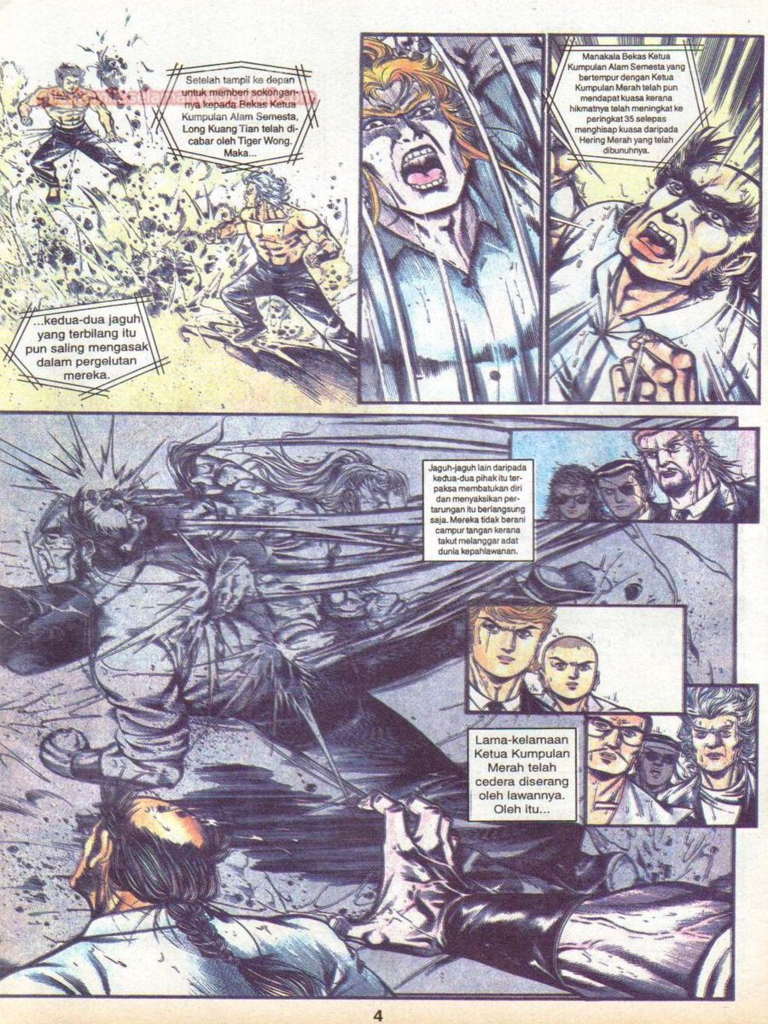 Setelah tampil ke depan
untuk memberi sokongan-
nya kepada Bekas Ketua
Kumpulan Alam Semesta,
Long Kuang Tian telah di-
cabar oleh Tiger Wong.
Maka...
Manakala Bekas Ketua
Kumpulan Alam Semesta yang
bertempur dengan Ketua
Kumpulan Merah telah pun
mendapat kuasa kerana
hikmatnya telah meningkat ke
peringkat 35 selepas
menghisap kuasa daripada
Hering Merah yang telah
dibunuhnya.
...kedua-dua jaguh
yang terbilang itu
pun saling mengasak
dalam pergelutan
mereka.
Jaguh-jaguh lain daripada
kedua-dua pihak itu ter-
paksa membatukan diri
dan menyaksikan per-
tarungan itu berlangsung
saja. Mereka tidak berani
campur tangan kerana
takut melanggar adat
dunia kepahlawanan.
Lama-kelamaan
Ketua Kumpulan
Merah telah
cedera diserang
oleh lawannya.
Oleh itu...
4